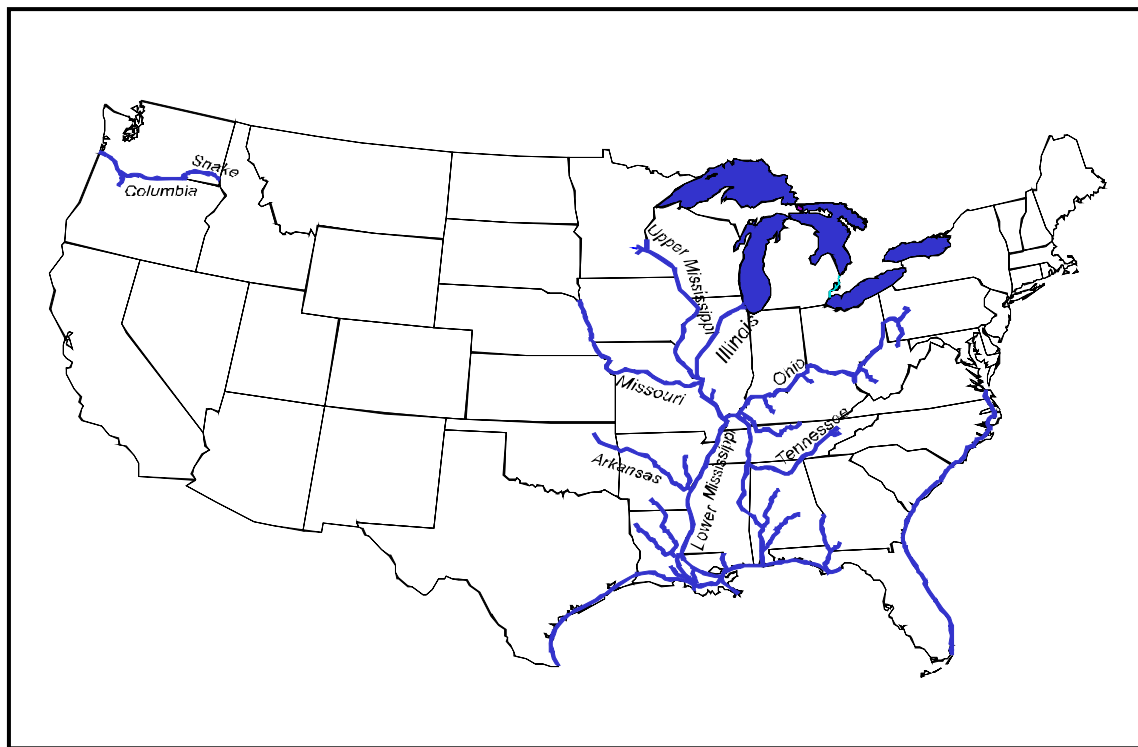 Snake
Columbia
Upper Mississippi
Illinois
Ohio
Missouri
Tennessee
Arkansas
Lower Mississippi